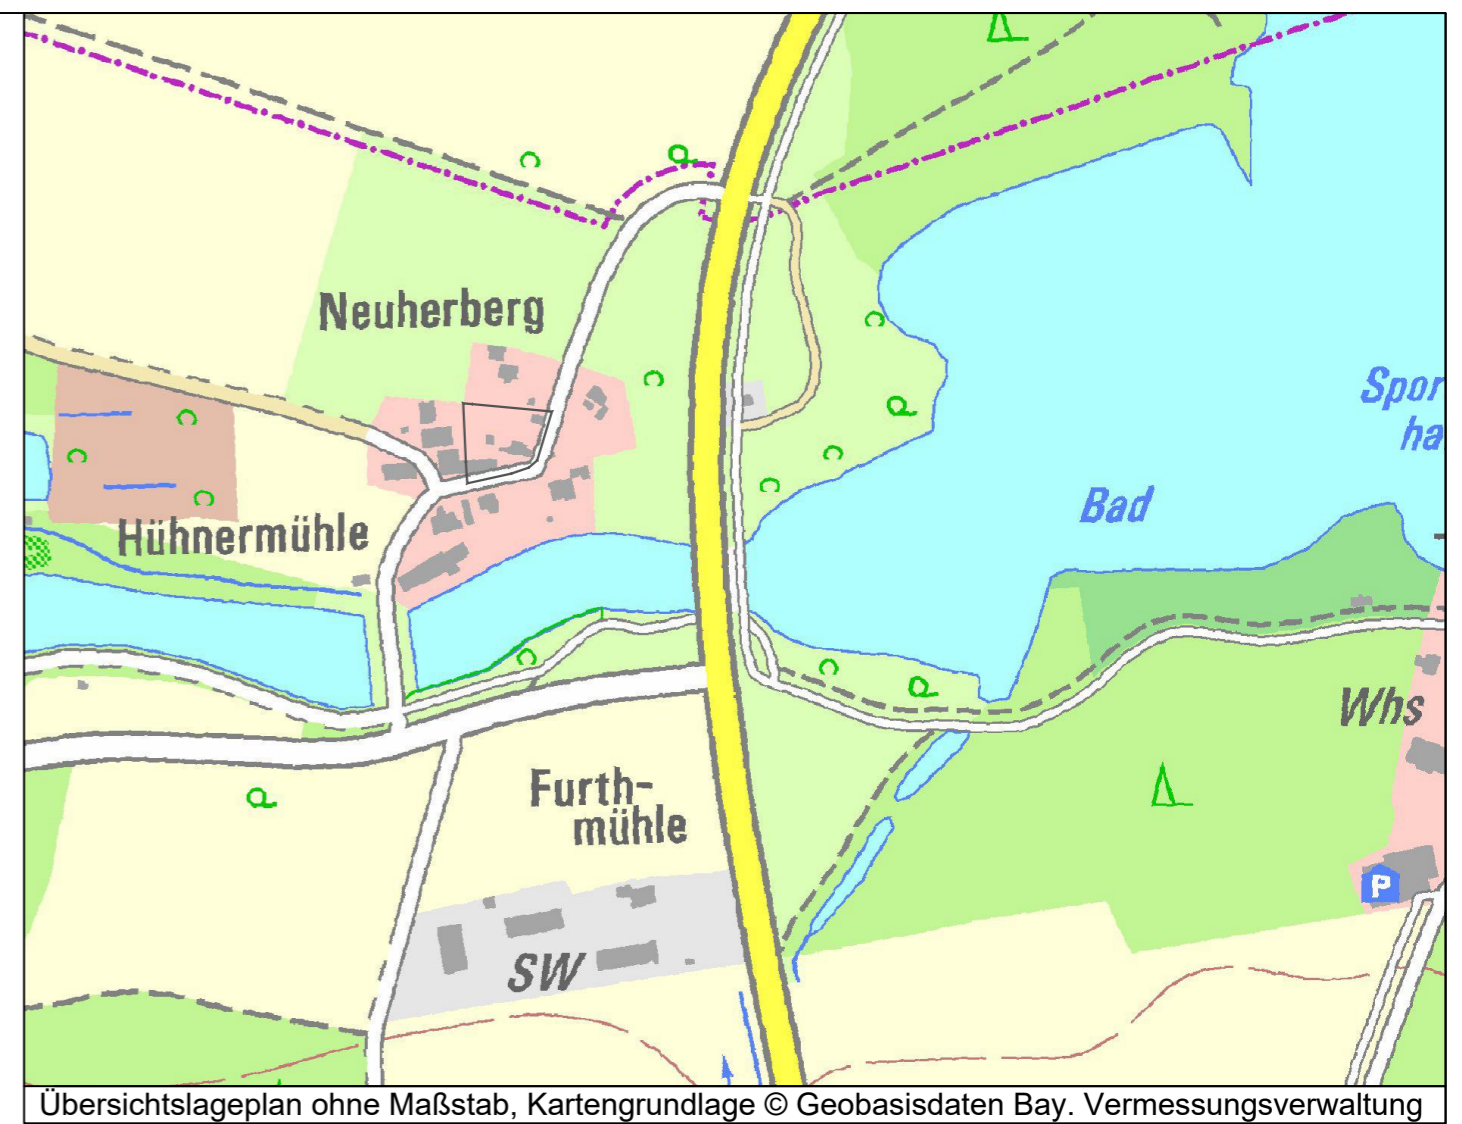 Neuherberg
Spor
ha
Bad
Hühnermühle
Whs
Furth-
mühle
P
SW
Übersichtslageplan ohne Maßstab, Kartengrundlage © Geobasisdaten Bay. Vermessungsverwaltung